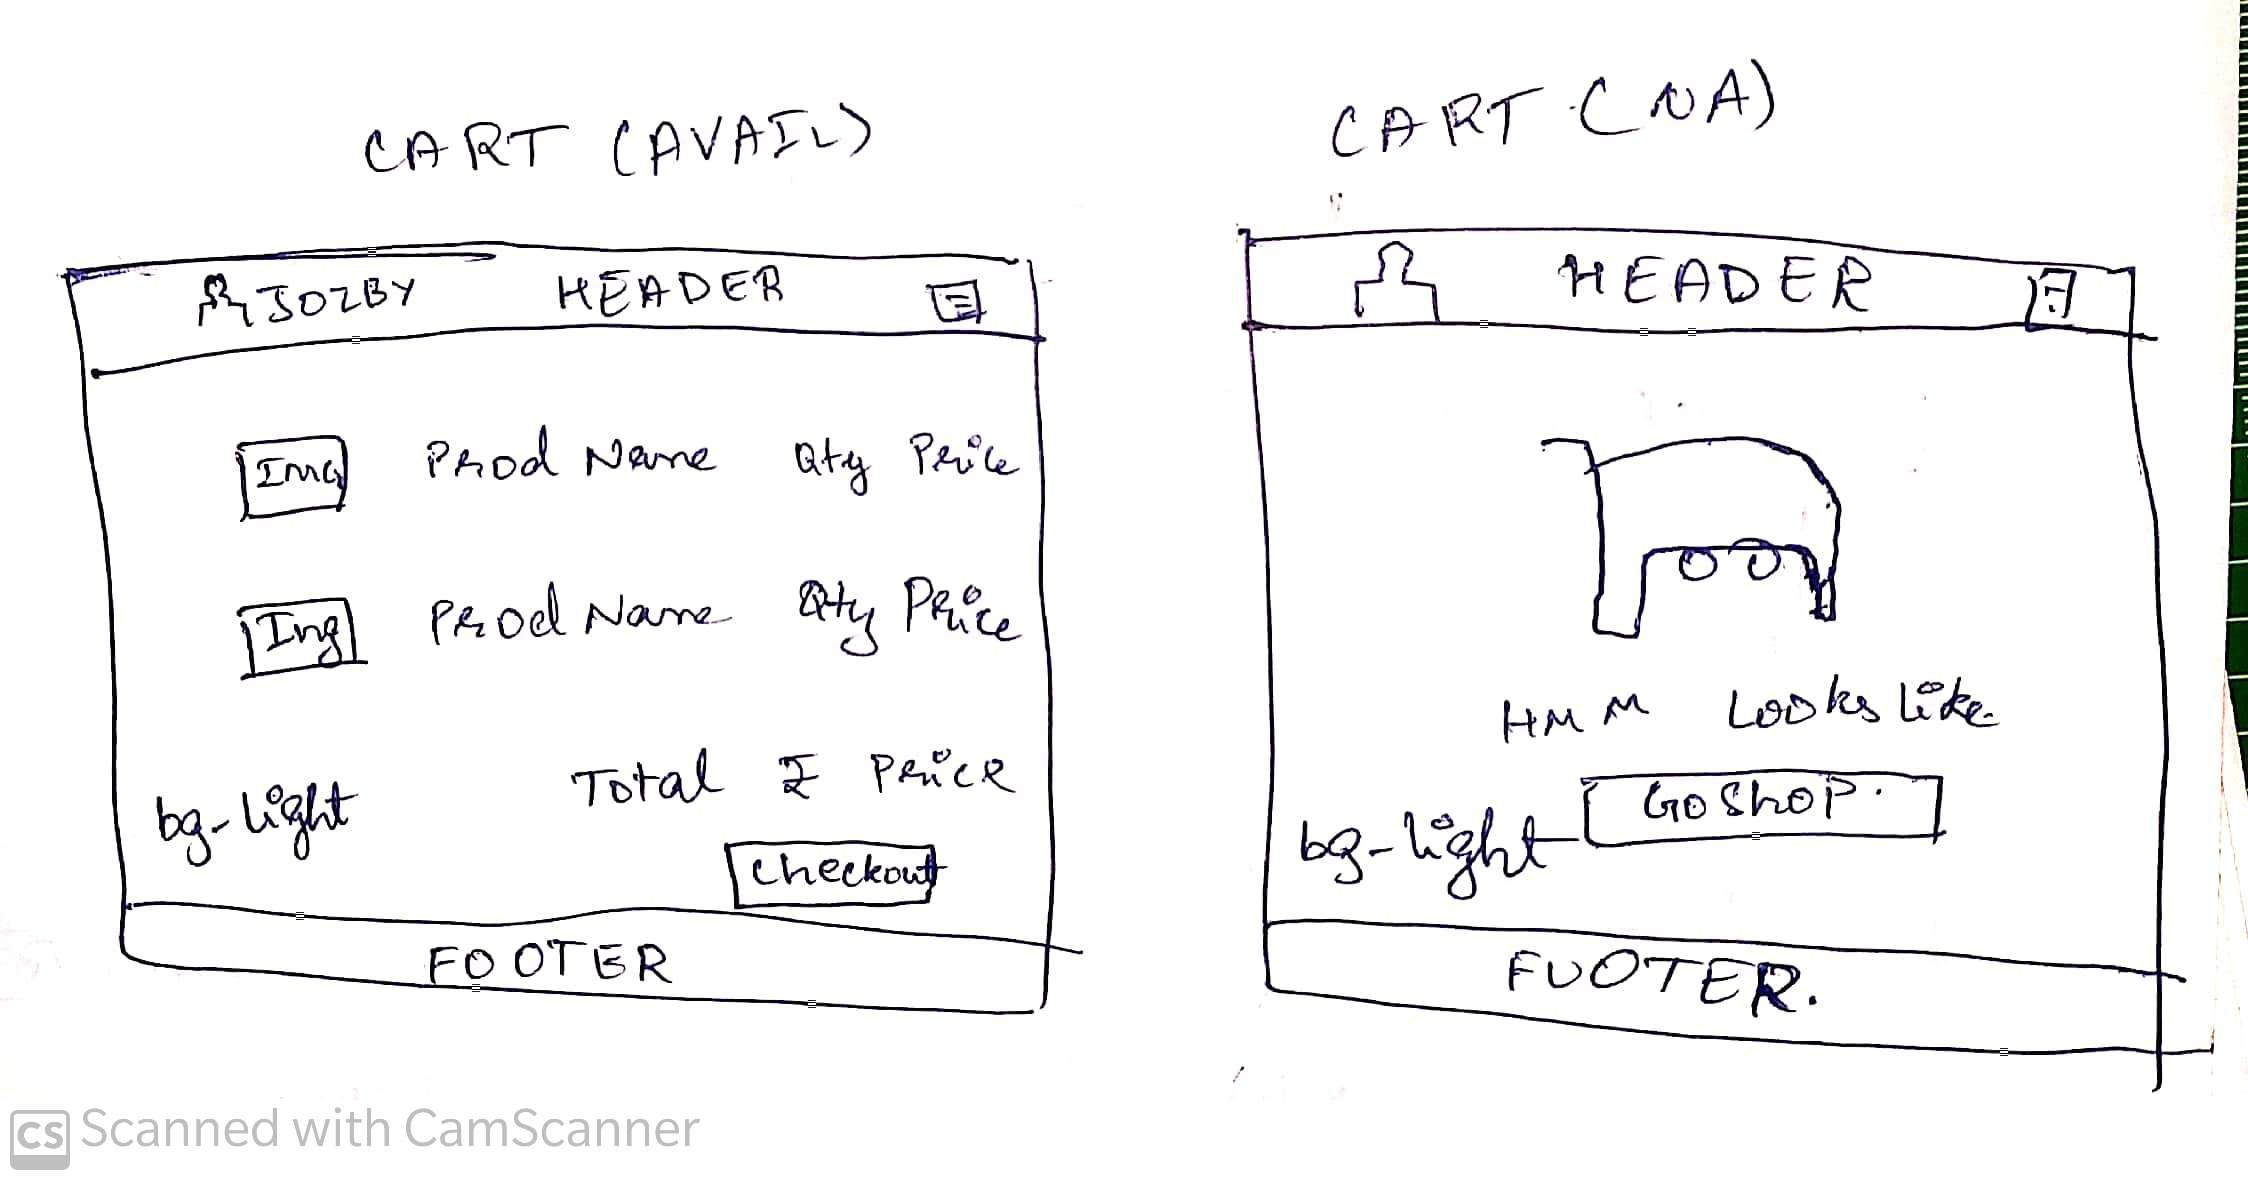 CART (AVAIL)
JOZBY HEADER
Img Prod Name Qty Price
Img Prod Name Qty Price
Total ₹ Price
bg-light
Checkout
FOOTER
CART (NA)
HEADER
HMM Looks like
Go Shop.
bg-light
FOOTER.
CS Scanned with CamScanner